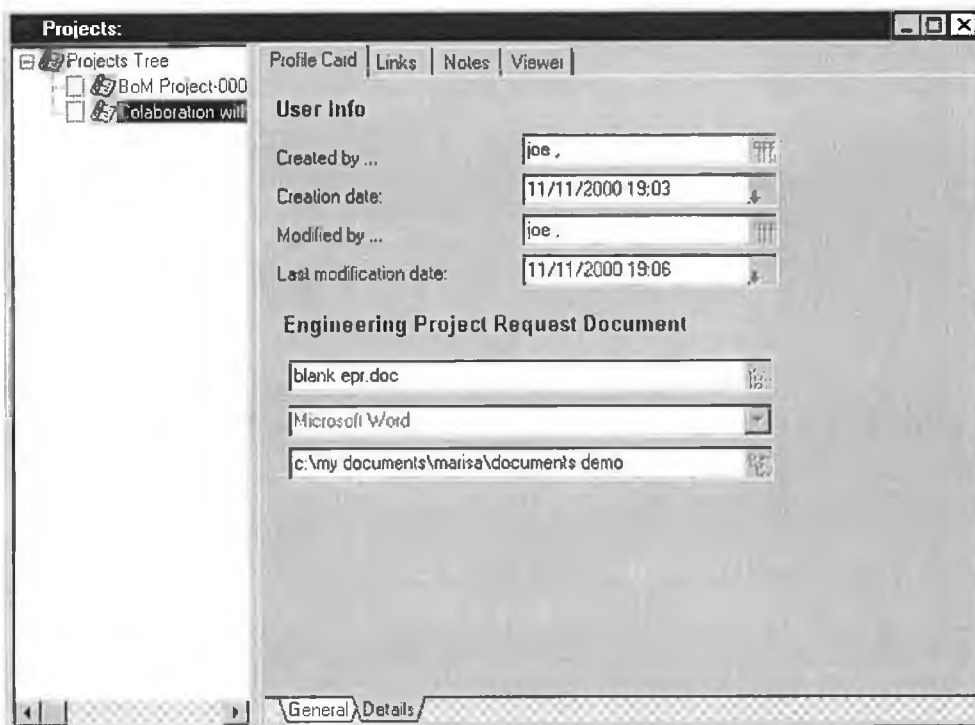 Projects:
Projects Tree
BoM Project-000
Colaboration will
Profile Card Links Notes Viewer
User Info
Created by ... joe ,
Creation date: 11/11/2000 19:03
Modified by ... joe ,
Last modification date: 11/11/2000 19:06
Engineering Project Request Document
blank epr.doc
Microsoft Word
c:\my documents\marisa\documents demo
General Details